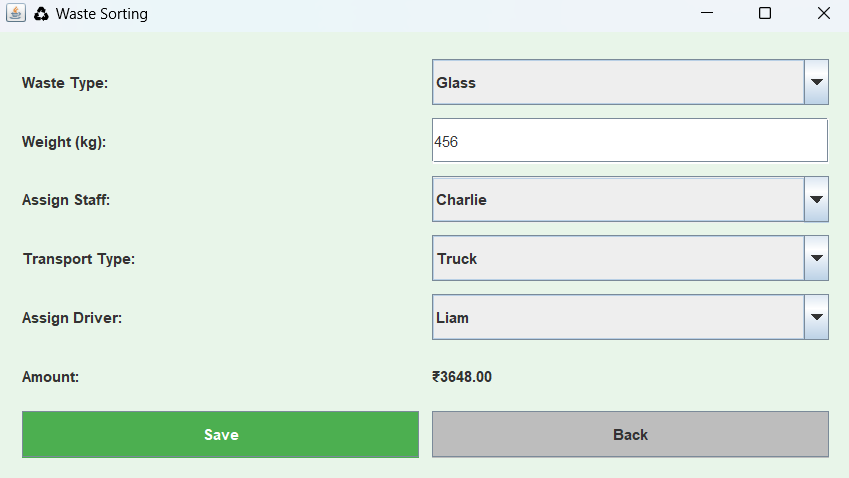 ♻ Waste Sorting
Waste Type: Glass
Weight (kg): 456
Assign Staff: Charlie
Transport Type: Truck
Assign Driver: Liam
Amount: ₹3648.00
Save Back